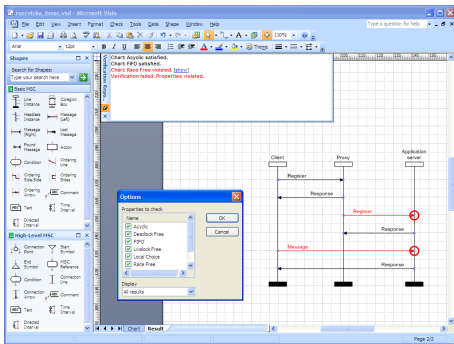 rozcvicka_bmsc.vsd - Microsoft Visio
File Edit View Insert Format Check Tools Data Shape Window Help
Type a question for help
110%
Arial
12pt
Theme
Shapes
Search for Shapes:
Type your search here
Basic MSC
Line Instance
Coregion Box
Headless Instance
Message (Left)
Message (Right)
Lost Message
Found Message
Action
Condition
Ordering Line
Ordering Side-Side
Ordering Sides
Ordering Arrow
Comment
Text
Time Interval
Directed Interval
High-Level MSC
Connection Point
Start Symbol
End Symbol
MSC Reference
Condition
Connection Line
Connection Arrow
Comment
Text
Time Interval
Directed Interval
Verification Repo...
Chart: Acyclic satisfied.
Chart: FIFO satisfied.
Chart: Race Free violated. [show]
Verification failed. Properties violated.
Client
Proxy
Application server
Register
Response
Register
Response
Message
Response
Options
Properties to check
Name
Acyclic
Deadlock Free
FIFO
Livelock Free
Local Choice
Race Free
OK
Cancel
Display
All results
Chart
Result
Page 2/2